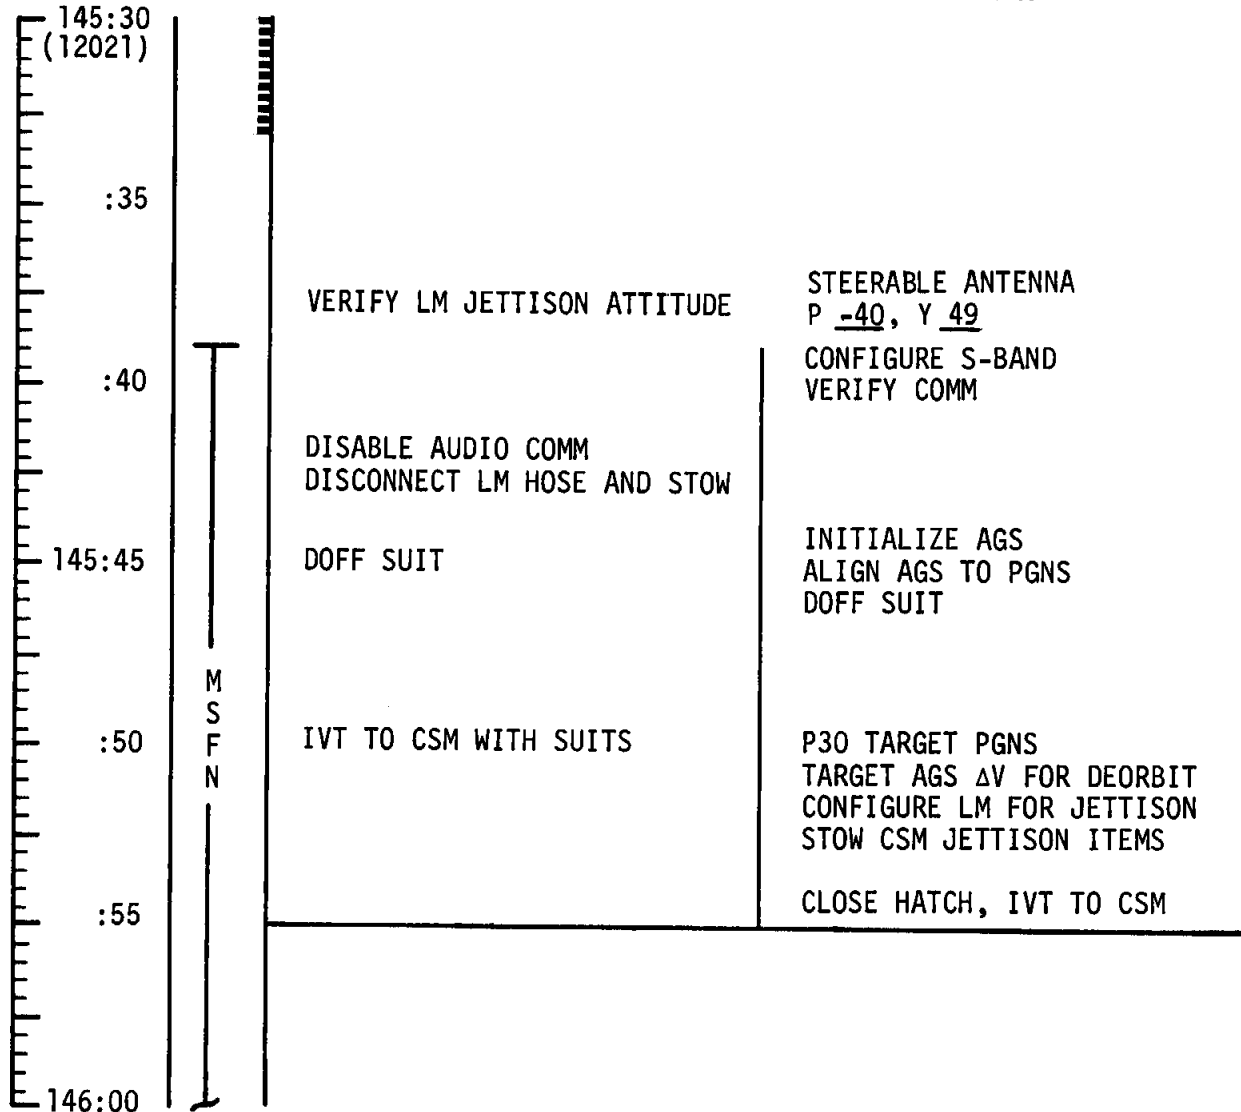 145:30
(12021)
:35
VERIFY LM JETTISON ATTITUDE
STEERABLE ANTENNA
P -40, Y 49
CONFIGURE S-BAND
:40
VERIFY COMM
DISABLE AUDIO COMM
DISCONNECT LM HOSE AND STOW
145:45
DOFF SUIT
INITIALIZE AGS
ALIGN AGS TO PGNS
DOFF SUIT
M
S
F
N
:50
IVT TO CSM WITH SUITS
P30 TARGET PGNS
TARGET AGS ΔV FOR DEORBIT
CONFIGURE LM FOR JETTISON
STOW CSM JETTISON ITEMS
:55
CLOSE HATCH, IVT TO CSM
146:00